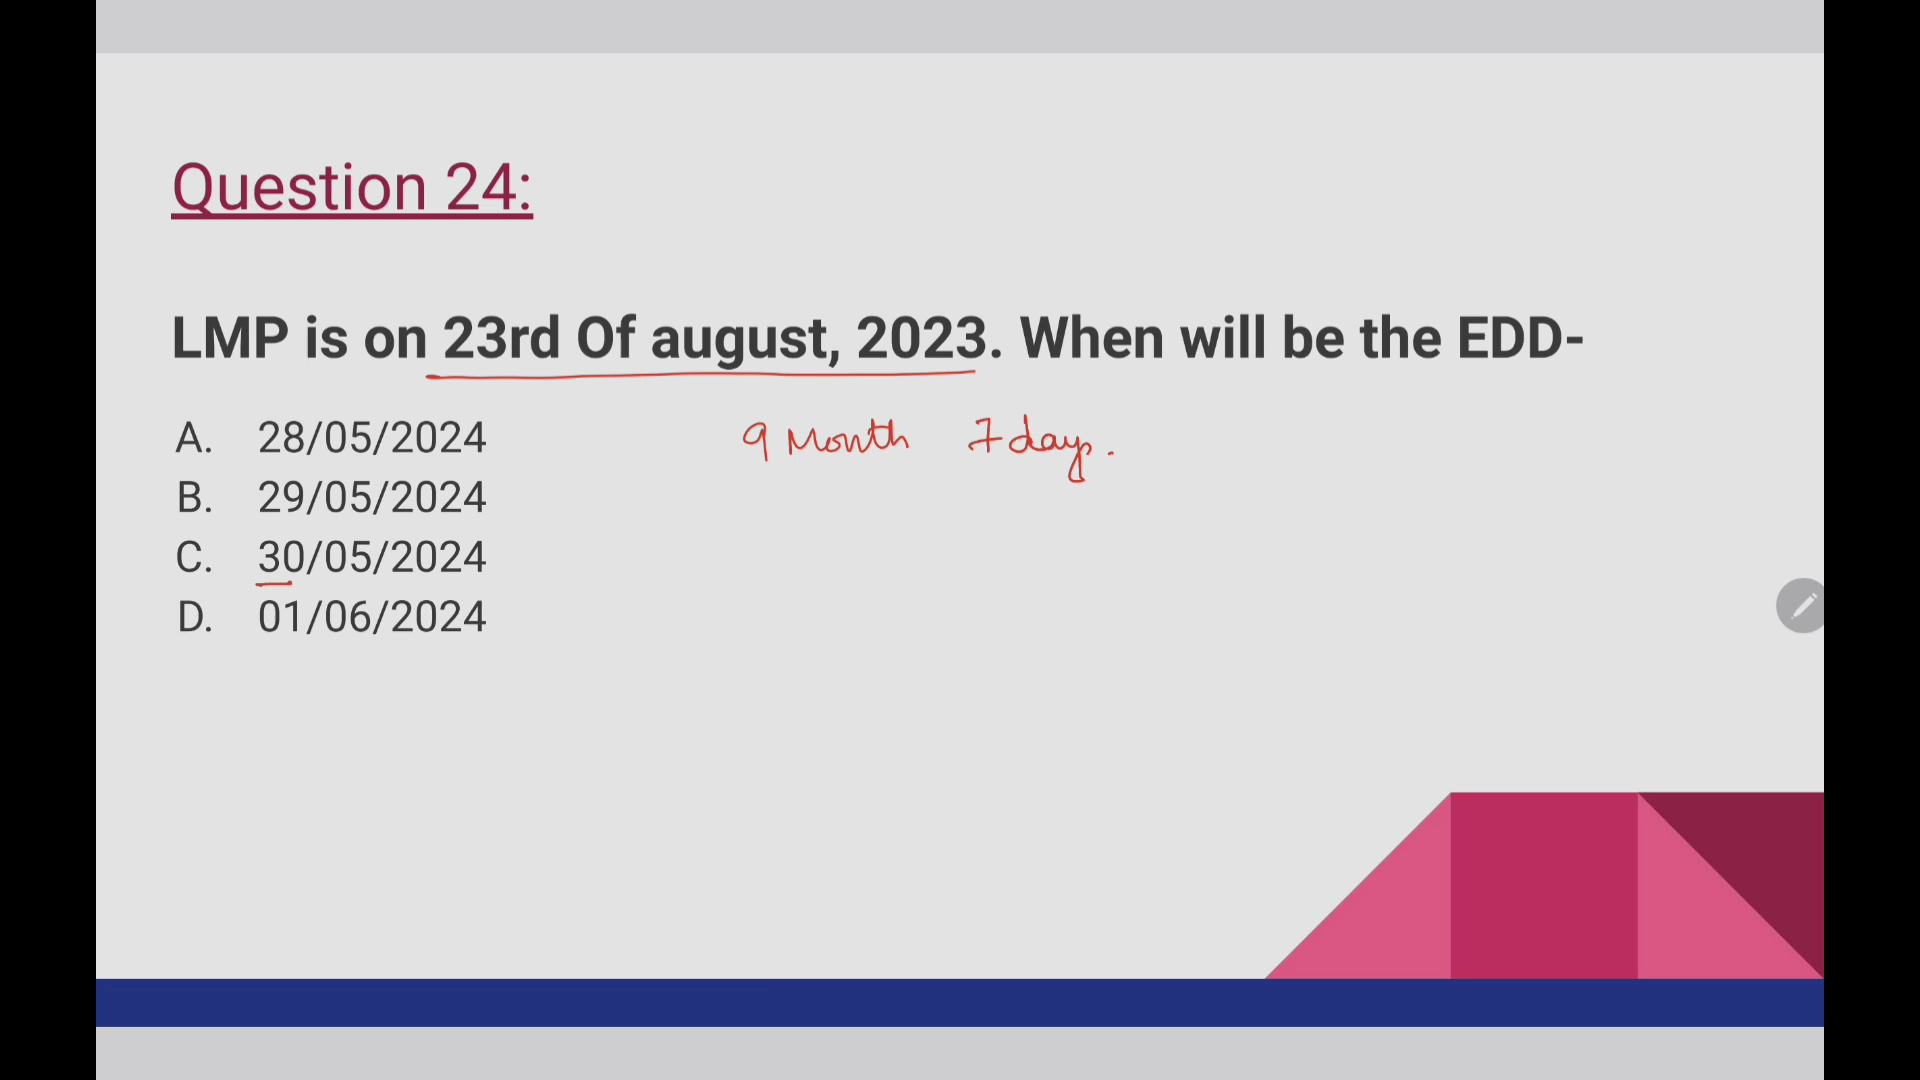 Question 24:
LMP is on 23rd Of august, 2023. When will be the EDD-
A. 28/05/2024
9 Month 7 days.
B. 29/05/2024
C. 30/05/2024
D. 01/06/2024